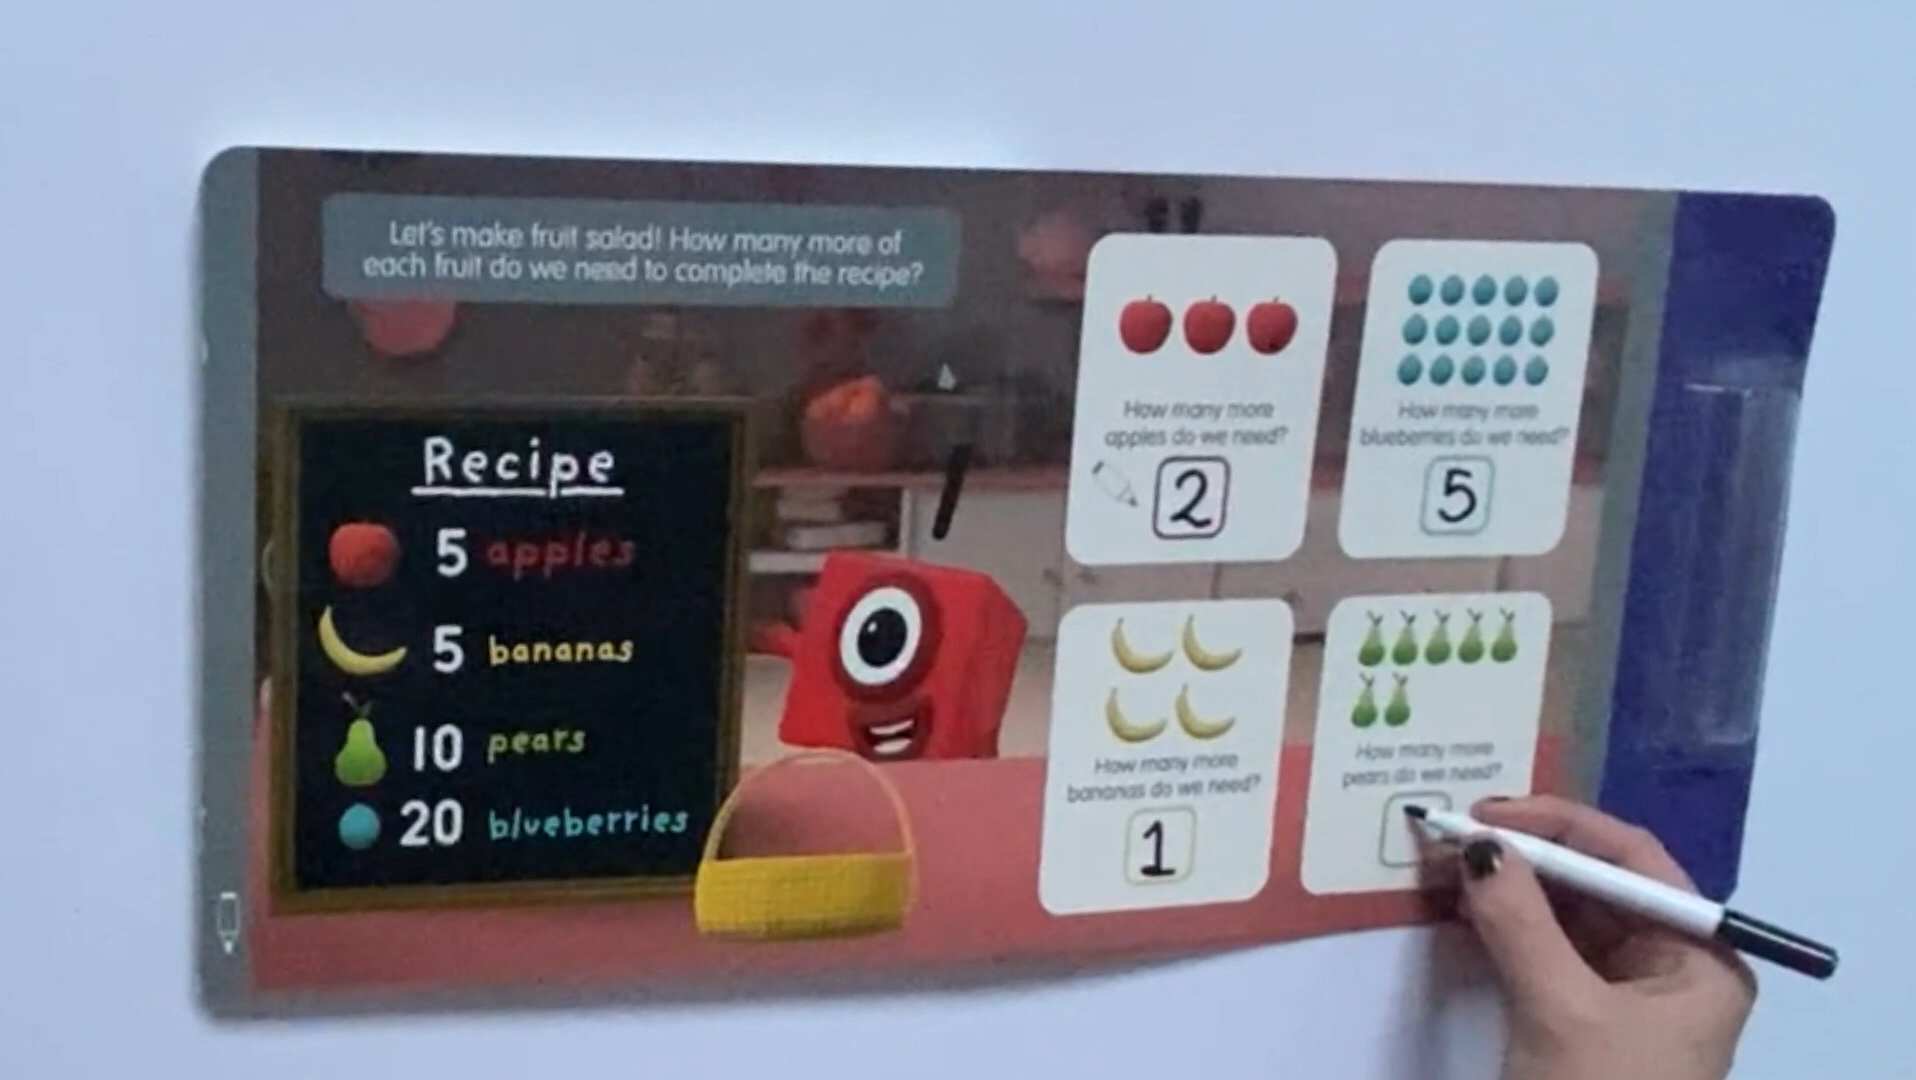 Let's make fruit salad! How many more of
each fruit do we need to complete the recipe?
Recipe
5 apples
5 bananas
10 pears
20 blueberries
How many more
apples do we need?
2
How many more
blueberries do we need?
5
How many more
bananas do we need?
1
How many more
pears do we need?